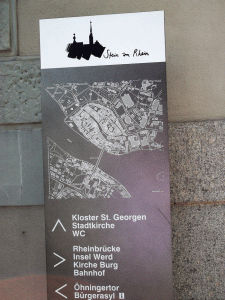 Stein am Rhein
Kloster St. Georgen
Stadtkirche
WC
Rheinbrücke
Insel Werd
Kirche Burg
Bahnhof
Öhningertor
Bürgerasyl i